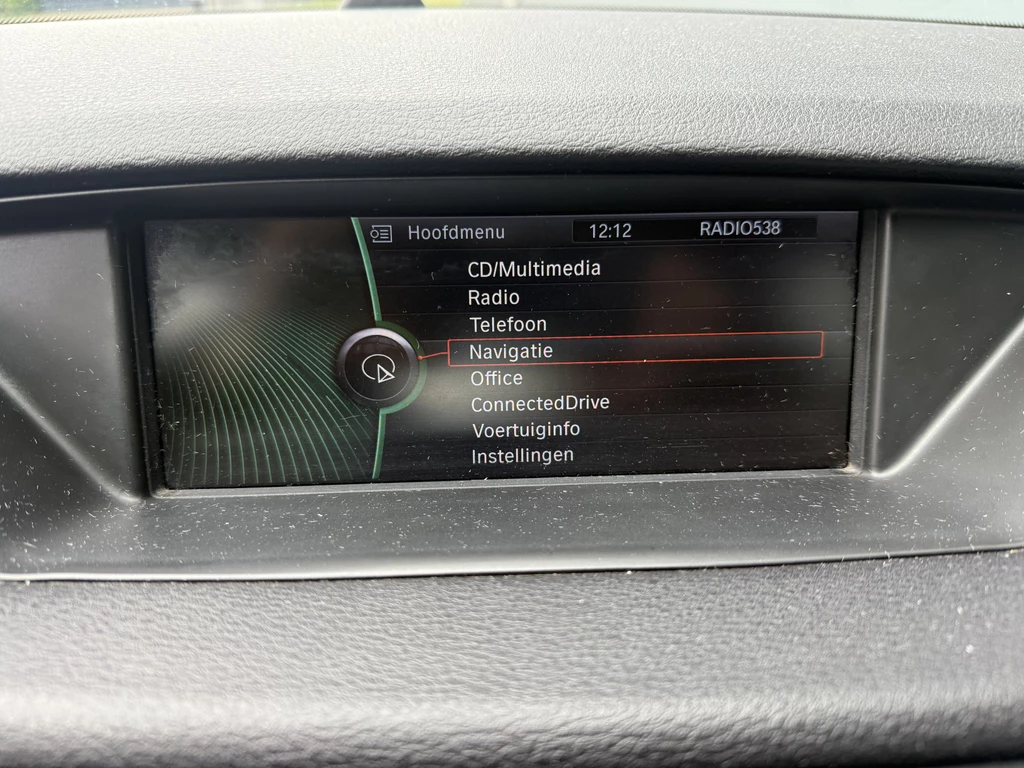 Hoofdmenu 12:12 RADIO538
CD/Multimedia
Radio
Telefoon
Navigatie
Office
ConnectedDrive
Voertuiginfo
Instellingen